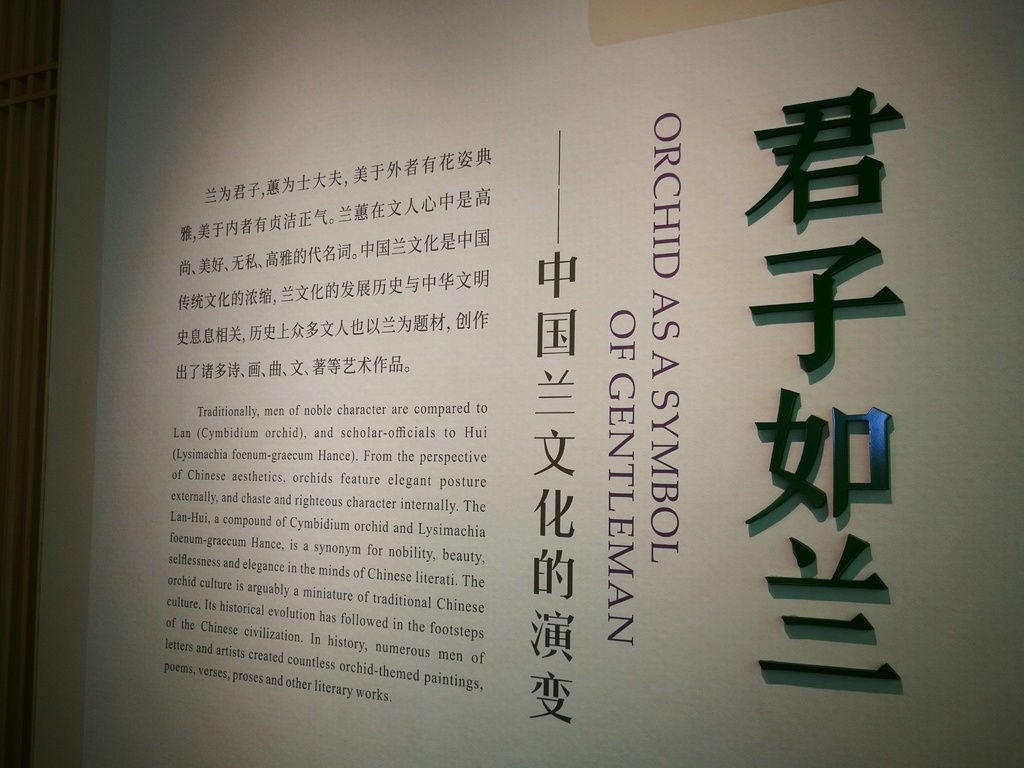 君子如兰
ORCHID AS A SYMBOL
OF GENTLEMAN
——中国兰文化的演变
兰为君子,蕙为士大夫,美于外者有花姿典
雅,美于内者有贞洁正气。兰蕙在文人心中是高
尚、美好、无私、高雅的代名词。中国兰文化是中国
传统文化的浓缩,兰文化的发展历史与中华文明
史息息相关,历史上众多文人也以兰为题材,创作
出了诸多诗、画、曲、文、著等艺术作品。
Traditionally, men of noble character are compared to
Lan (Cymbidium orchid), and scholar-officials to Hui
(Lysimachia foenum-graecum Hance). From the perspective
of Chinese aesthetics, orchids feature elegant posture
externally, and chaste and righteous character internally. The
Lan-Hui, a compound of Cymbidium orchid and Lysimachia
foenum-graecum Hance, is a synonym for nobility, beauty,
selflessness and elegance in the minds of Chinese literati. The
orchid culture is arguably a miniature of traditional Chinese
culture. Its historical evolution has followed in the footsteps
of the Chinese civilization. In history, numerous men of
letters and artists created countless orchid-themed paintings,
poems, verses, proses and other literary works.